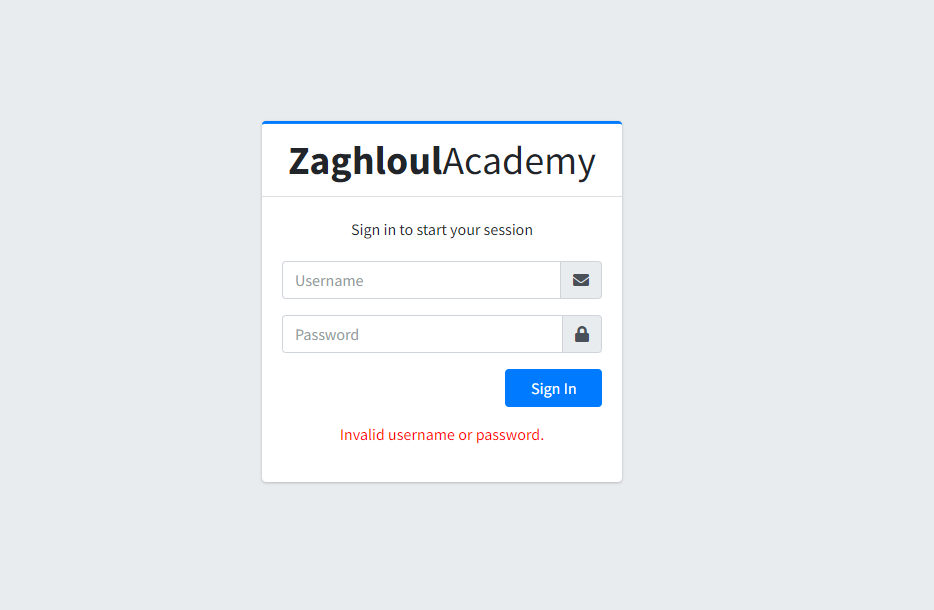 ZaghloulAcademy
Sign in to start your session
Username
Password
Sign In
Invalid username or password.